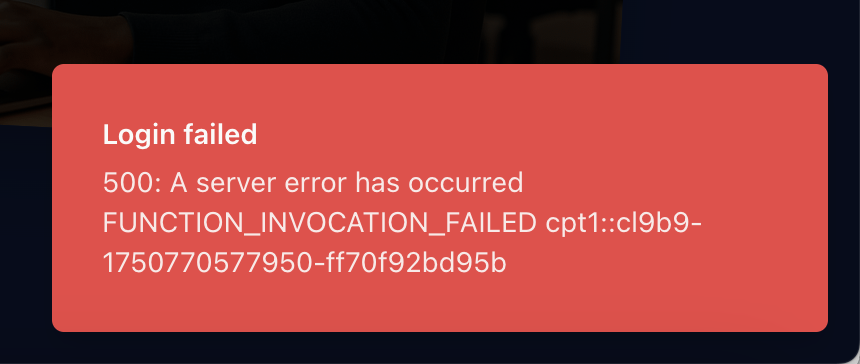 Login failed
500: A server error has occurred
FUNCTION_INVOCATION_FAILED cpt1::cl9b9-
1750770577950-ff70f92bd95b